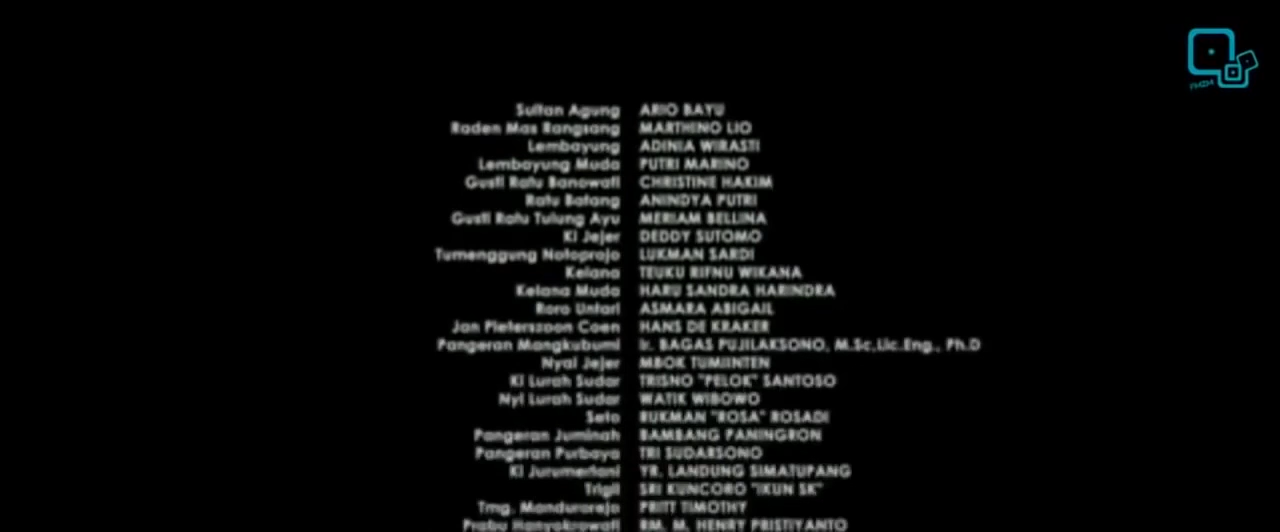 Sultan Agung ARIO BAYU
Raden Mas Rangsang MARTHINO LIO
Lembayung ADINIA WIRASTI
Lembayung Muda PUTRI MARINO
Gusti Ratu Banowati CHRISTINE HAKIM
Ratu Batang ANINDYA PUTRI
Gusti Ratu Tulung Ayu MERIAM BELLINA
Ki Jejer DEDDY SUTOMO
Tumenggung Notoprojo LUKMAN SARDI
Kelana TEUKU RIFNU WIKANA
Kelana Muda HARU SANDRA HARINDRA
Roro Untari ASMARA ABIGAIL
Jan Pieterszoon Coen HANS DE KRAKER
Pangeran Mangkubumi Ir. BAGAS PUJILAKSONO, M.Sc,Lic.Eng., Ph.D
Nyai Jejer MBOK TUMIINTEN
Ki Lurah Sudar TRISNO "PELOK" SANTOSO
Nyi Lurah Sudar WATIK WIBOWO
Seto RUKMAN "ROSA" ROSADI
Pangeran Juminah BAMBANG PANINGRON
Pangeran Purbaya TRI SUDARSONO
Ki Jurumertani YR. LANDUNG SIMATUPANG
Trigil SRI KUNCORO "IKUN SK"
Tmg. Mandurorejo PRITT TIMOTHY
Prabu Hanyokrowati RM. M. HENRY PRISTIYANTO